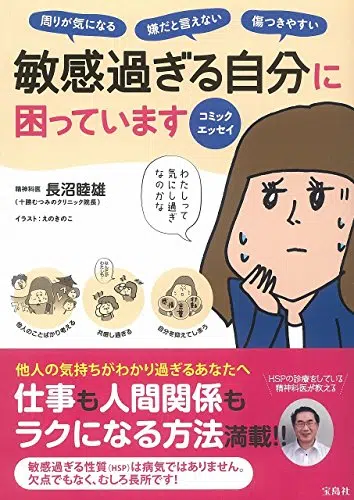 周りが気になる
嫌だと言えない
傷つきやすい
敏感過ぎる自分に
困っています
コミック
エッセイ
精神科医 長沼睦雄
(十勝むつみのクリニック院長)
イラスト:えのきのこ
わたしって
気にし過ぎ
なのかな
他人のことばかり考える
共感し過ぎる
自分を抑えてしまう
他人の気持ちがわかり過ぎるあなたへ
仕事も人間関係も
ラクになる方法満載!!
HSPの診療をしている
精神科医が教える
敏感過ぎる性質(HSP)は病気ではありません。
欠点でもなく、むしろ長所です!
宝島社